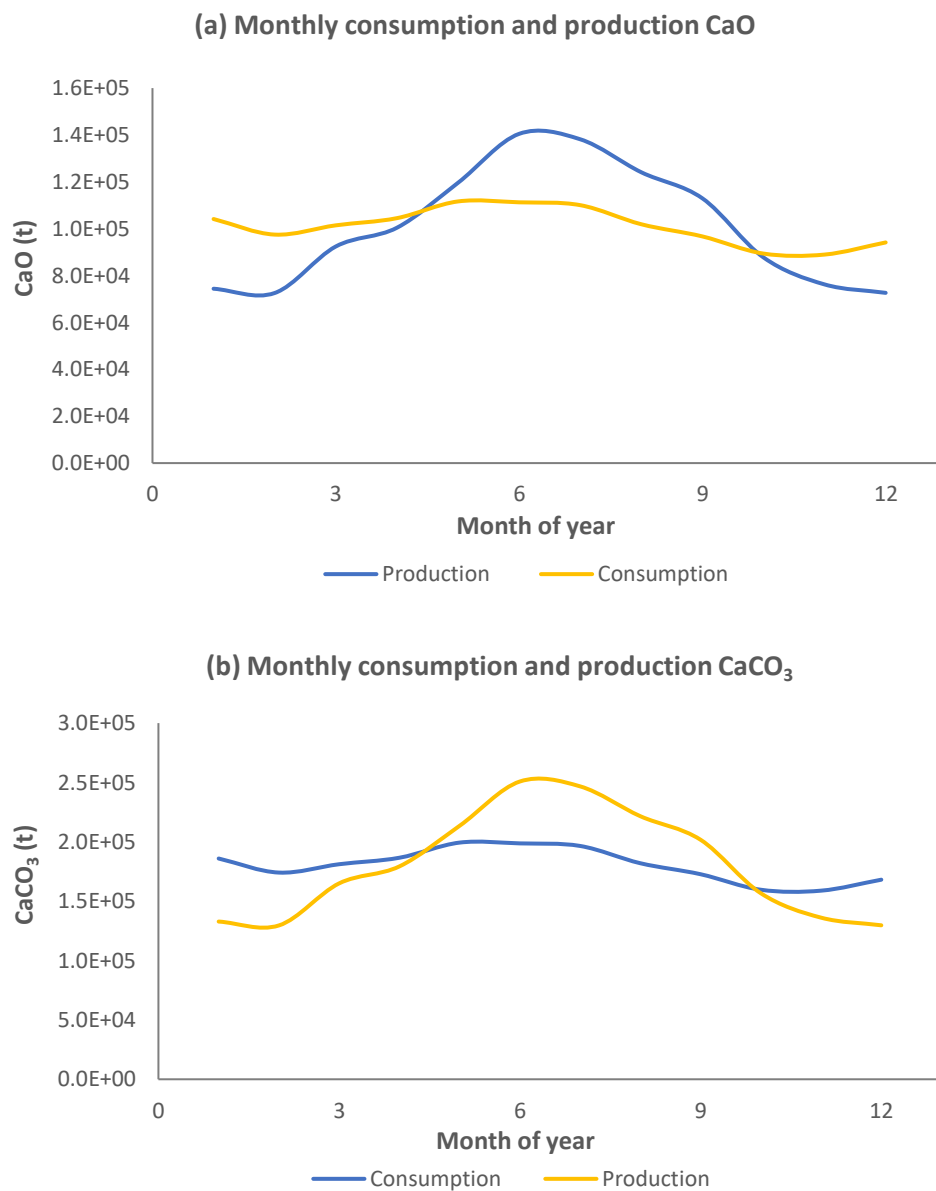 (a) Monthly consumption and production CaO
1.6E+05
1.4E+05
1.2E+05
1.0E+05
8.0E+04
6.0E+04
4.0E+04
2.0E+04
0.0E+00
CaO (t)
0 3 6 9 12
Month of year
Production Consumption
(b) Monthly consumption and production CaCO₃
3.0E+05
2.5E+05
2.0E+05
1.5E+05
1.0E+05
5.0E+04
0.0E+00
CaCO₃ (t)
0 3 6 9 12
Month of year
Consumption Production